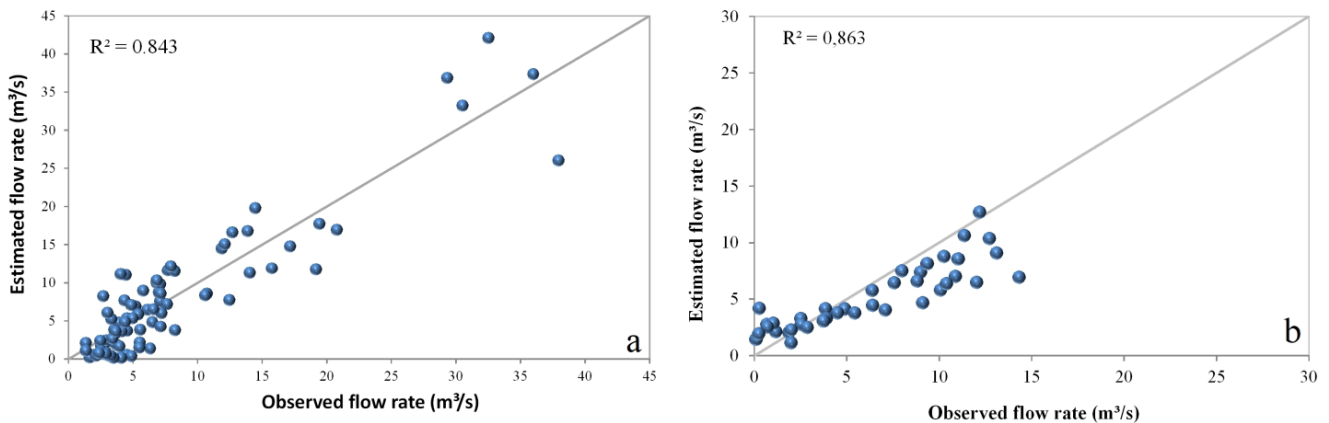 R² = 0.843
Estimated flow rate (m³/s)
45
40
35
30
25
20
15
10
5
0
0 5 10 15 20 25 30 35 40 45
Observed flow rate (m³/s)
a
R² = 0,863
Estimated flow rate (m³/s)
30
25
20
15
10
5
0
0 5 10 15 20 25 30
Observed flow rate (m³/s)
b